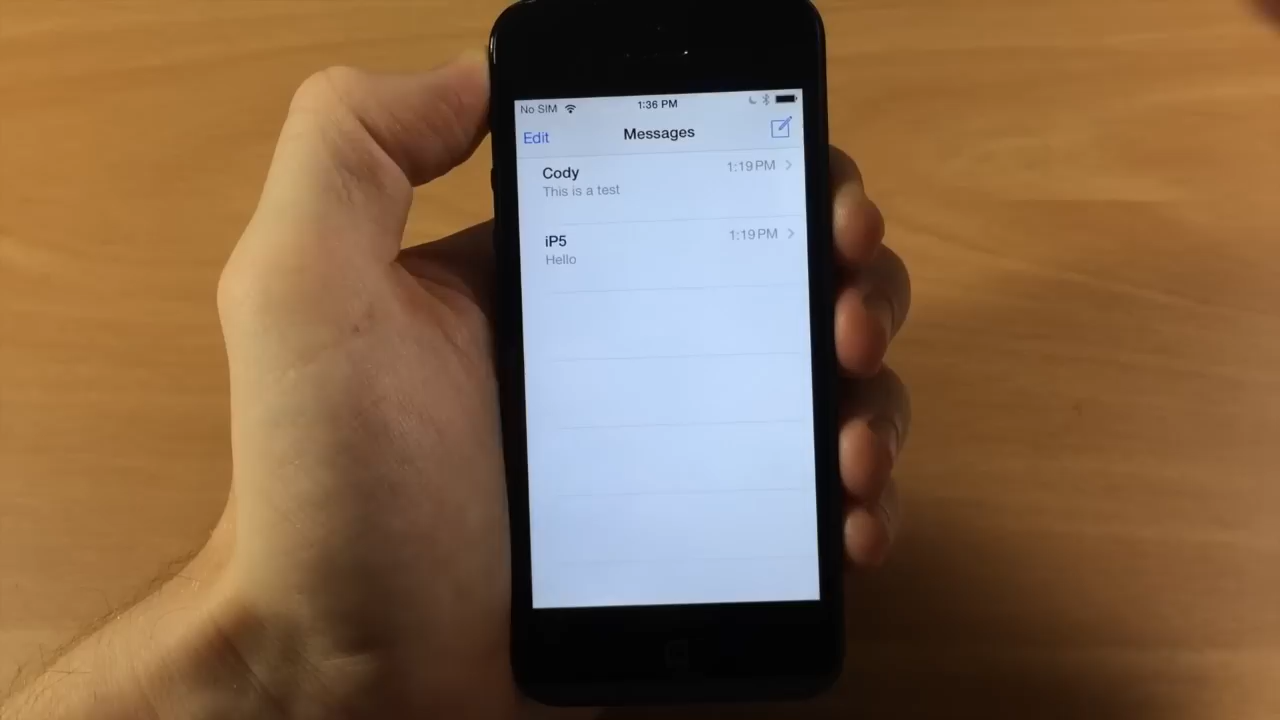 No SIM 1:36 PM
Edit Messages
Cody 1:19 PM
This is a test
iP5 1:19 PM
Hello